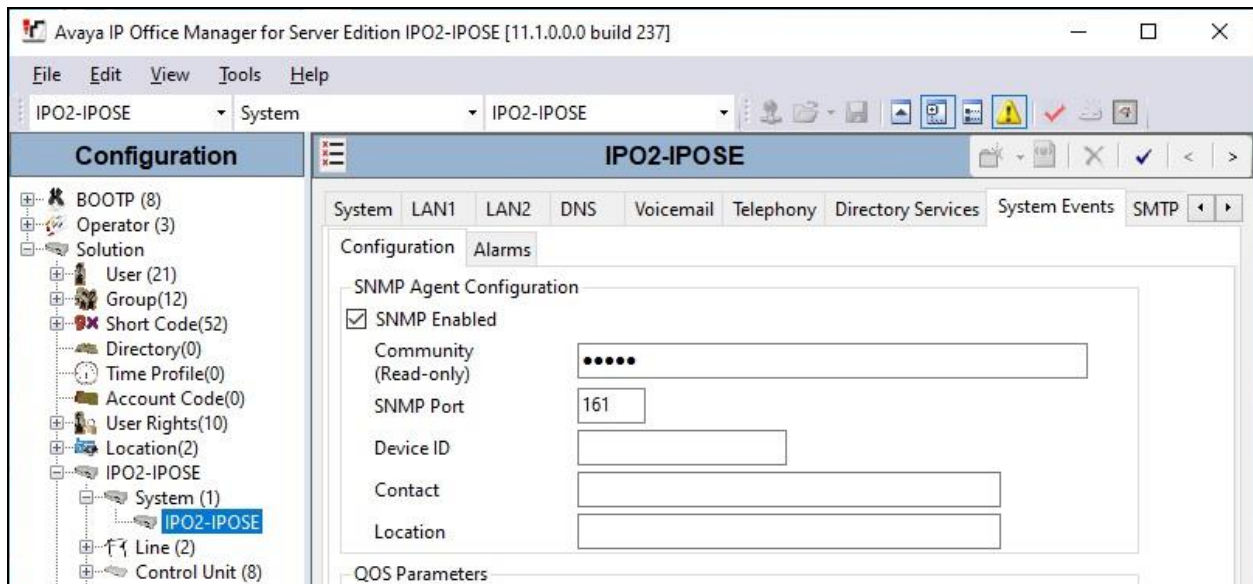 Avaya IP Office Manager for Server Edition IPO2-IPOSE [11.1.0.0.0 build 237]
File Edit View Tools Help
IPO2-IPOSE System IPO2-IPOSE
Configuration
BOOTP (8)
Operator (3)
Solution
User (21)
Group(12)
Short Code(52)
Directory(0)
Time Profile(0)
Account Code(0)
User Rights(10)
Location(2)
IPO2-IPOSE
System (1)
IPO2-IPOSE
Line (2)
Control Unit (8)
IPO2-IPOSE
System LAN1 LAN2 DNS Voicemail Telephony Directory Services System Events SMTP
Configuration Alarms
SNMP Agent Configuration
SNMP Enabled
Community
(Read-only) •••••
SNMP Port 161
Device ID
Contact
Location
QOS Parameters